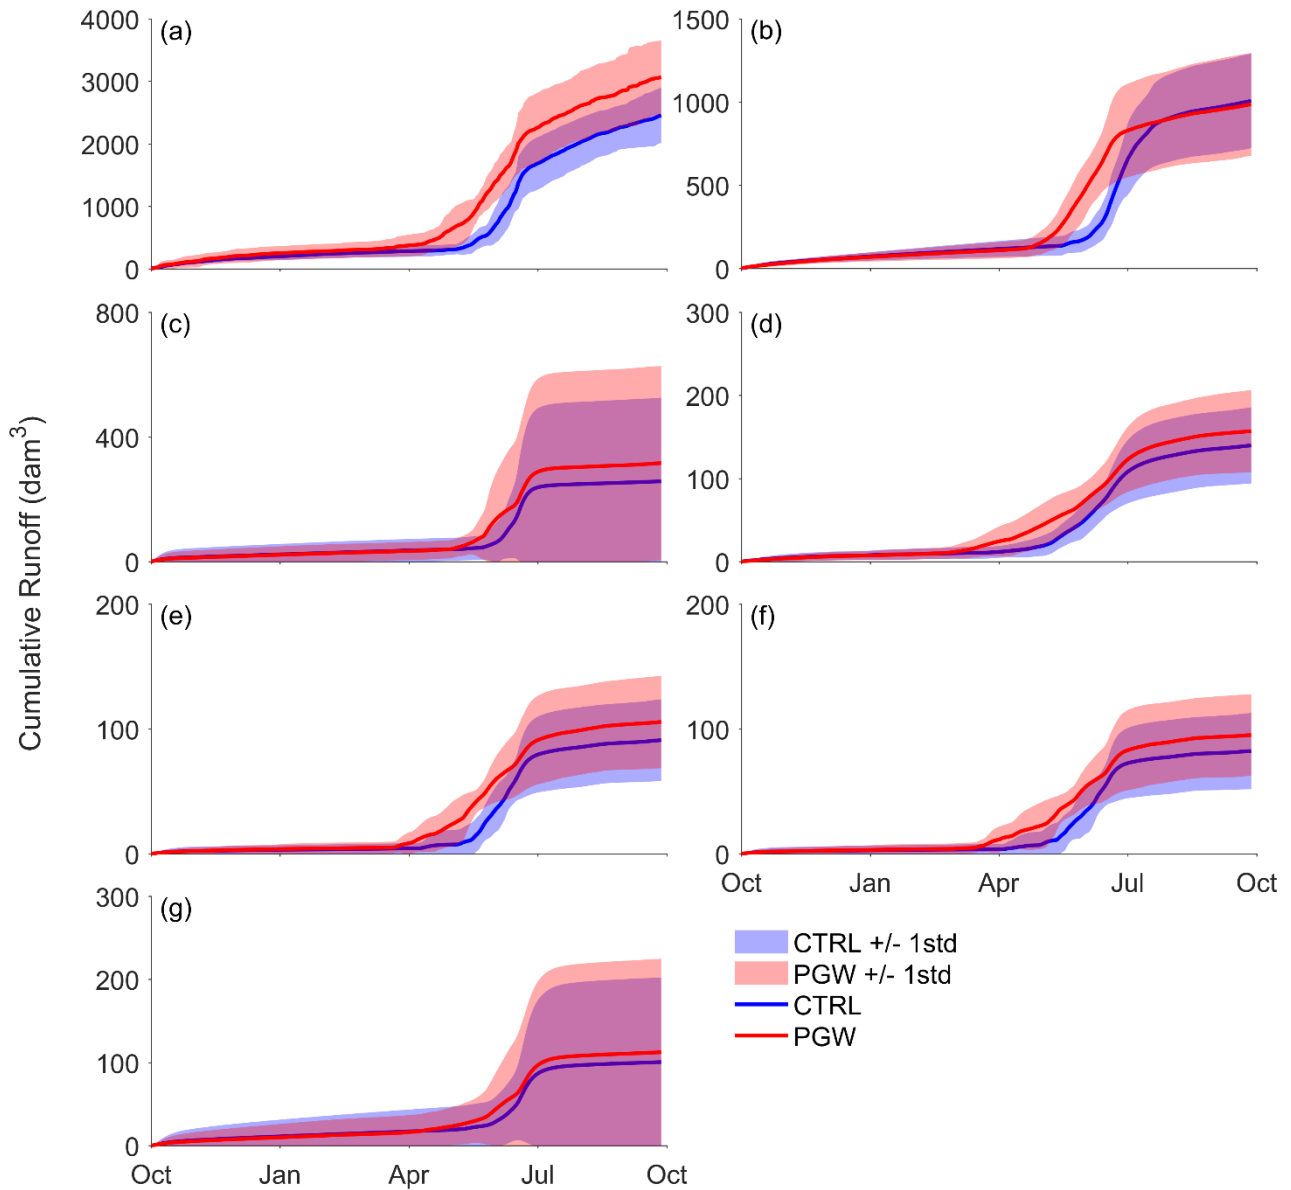 Cumulative Runoff (dam³)
(a)
4000
3000
2000
1000
0
(b)
1500
1000
500
0
(c)
800
400
0
(d)
300
200
100
0
(e)
200
100
0
(f)
200
100
0
Oct Jan Apr Jul Oct
(g)
300
200
100
0
Oct Jan Apr Jul Oct
CTRL +/- 1std
PGW +/- 1std
CTRL
PGW